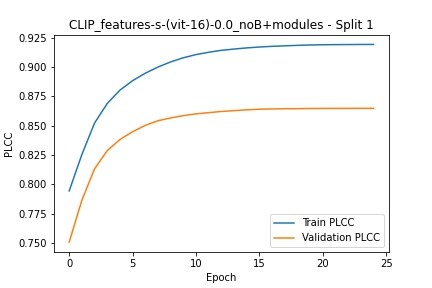 CLIP_features-s-(vit-16)-0.0_noB+modules - Split 1
PLCC
0.925
0.900
0.875
0.850
0.825
0.800
0.775
0.750
0
5
10
15
20
25
Epoch
Train PLCC
Validation PLCC